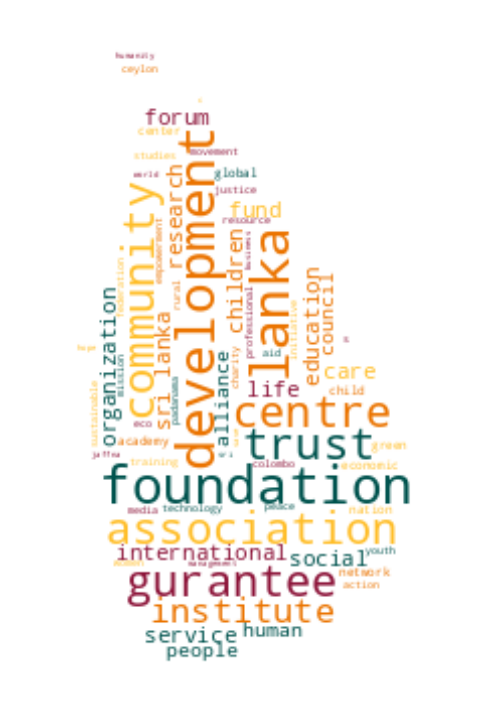 humanity
ceylon
forum
center
studies
movement
world
global
justice
development
research
community
empowerment
fund
resource
children
lanka
business
professional
rural
federation
organization
education
council
initiative
sri lanka
mission
hope
aid
alliance
charity
padanama
life
care
child
sustainable
eco
centre
academy
trust
green
jaffna
training
colombo
economic
foundation
media
technology
peace
nation
association
international
social
youth
women
management
gurantee
network
action
institute
service
human
people